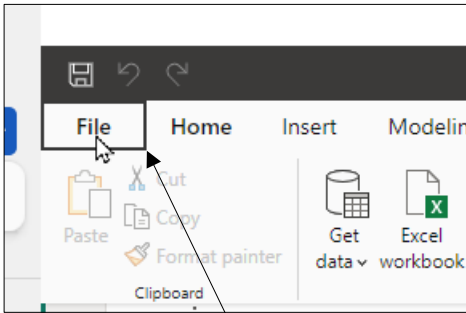 File Home Insert Modelin
Cut
Copy
Paste
Format painter
Clipboard
Get
data
Excel
workbook